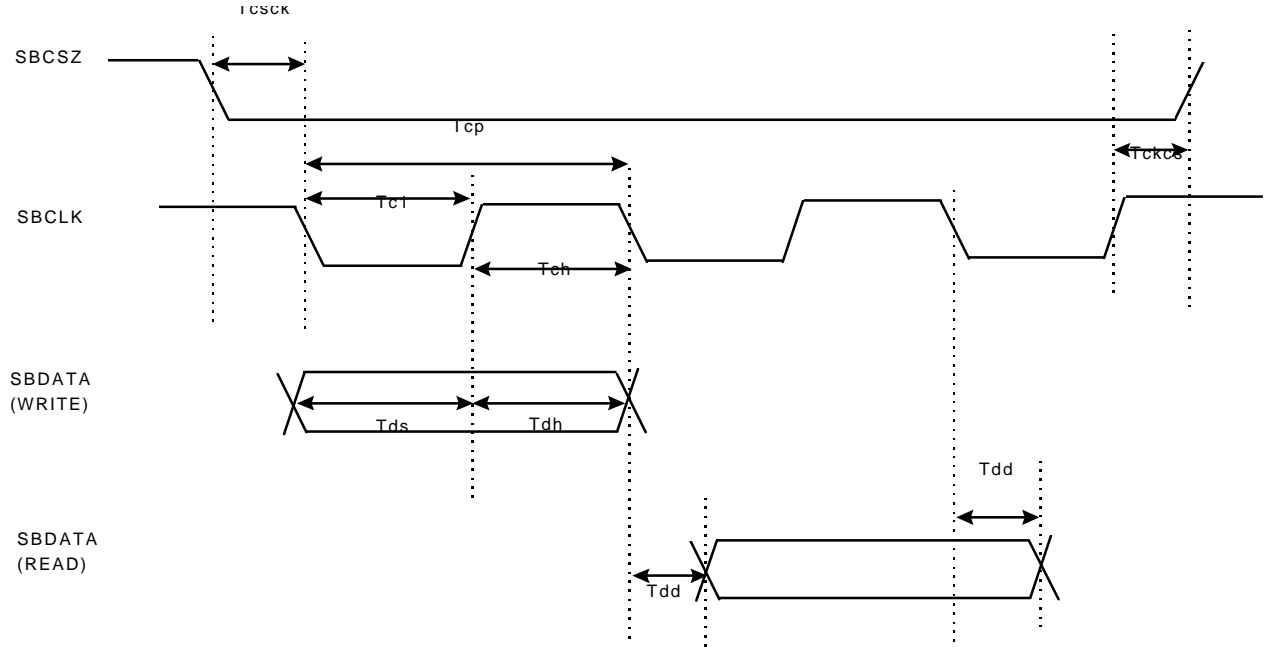 Tcsck
SBCSZ
Tcp
Tckcs
Tcl
SBCLK
Tch
SBDATA
(WRITE)
Tds
Tdh
Tdd
SBDATA
(READ)
Tdd